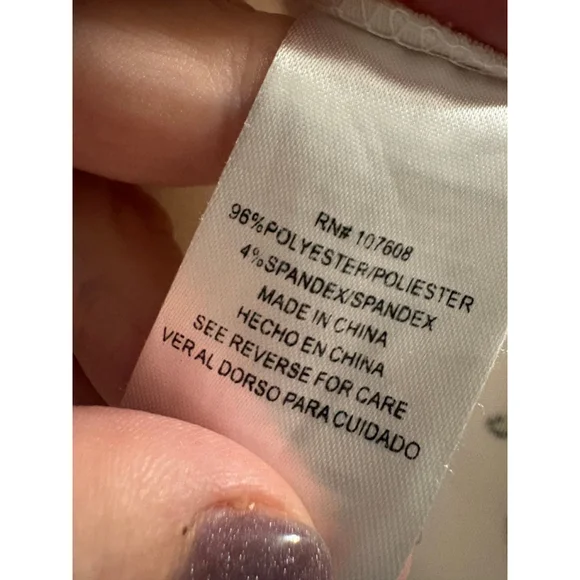 RN# 107608
96%POLYESTER/POLIESTER
4%SPANDEX/SPANDEX
MADE IN CHINA
HECHO EN CHINA
SEE REVERSE FOR CARE
VER AL DORSO PARA CUIDADO